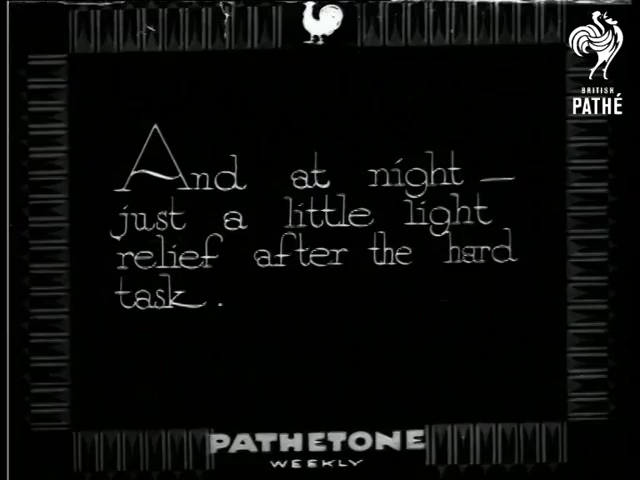 BRITISH
PATHÉ
And at night —
just a little light
relief after the hard
task.
PATHETONE
WEEKLY